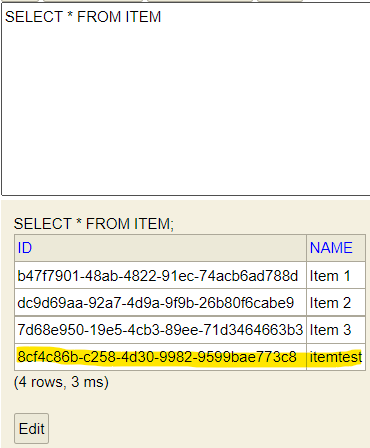 SELECT * FROM ITEM
SELECT * FROM ITEM;
ID NAME
b47f7901-48ab-4822-91ec-74acb6ad788d Item 1
dc9d69aa-92a7-4d9a-9f9b-26b80f6cabe9 Item 2
7d68e950-19e5-4cb3-89ee-71d3464663b3 Item 3
8cf4c86b-c258-4d30-9982-9599bae773c8 itemtest
(4 rows, 3 ms)
Edit